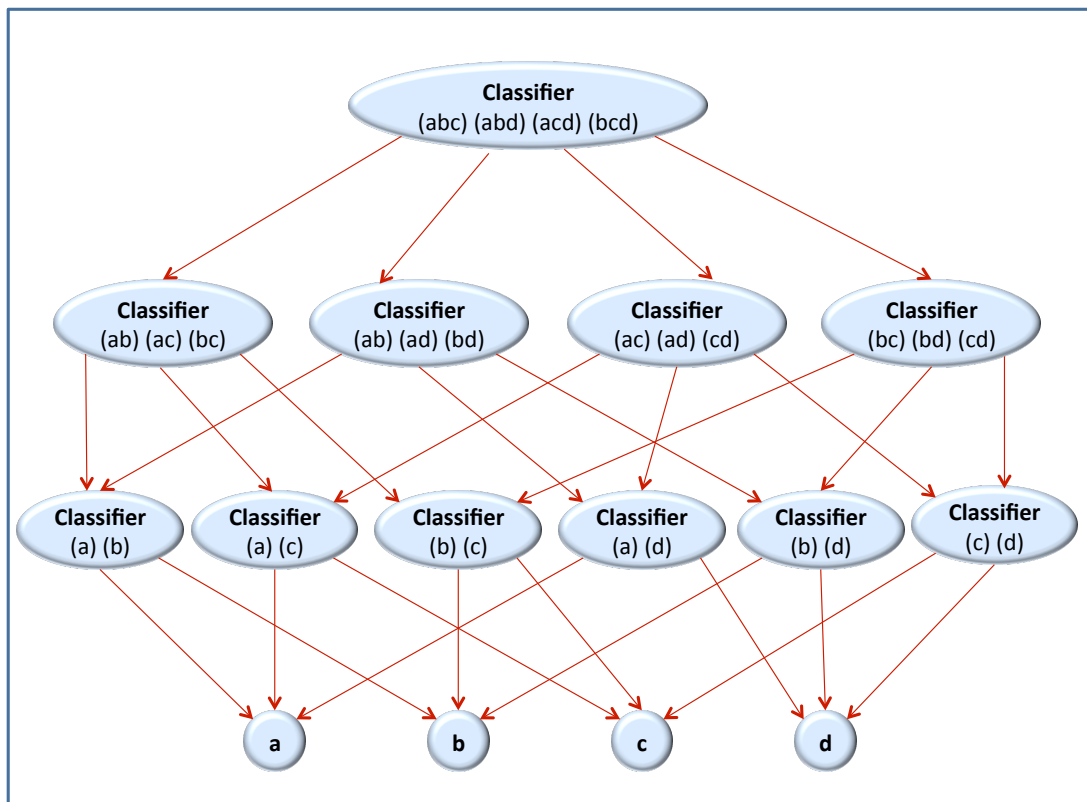 Classifier
(abc) (abd) (acd) (bcd)
Classifier
(ab) (ac) (bc)
Classifier
(ab) (ad) (bd)
Classifier
(ac) (ad) (cd)
Classifier
(bc) (bd) (cd)
Classifier
(a) (b)
Classifier
(a) (c)
Classifier
(b) (c)
Classifier
(a) (d)
Classifier
(b) (d)
Classifier
(c) (d)
a
b
c
d